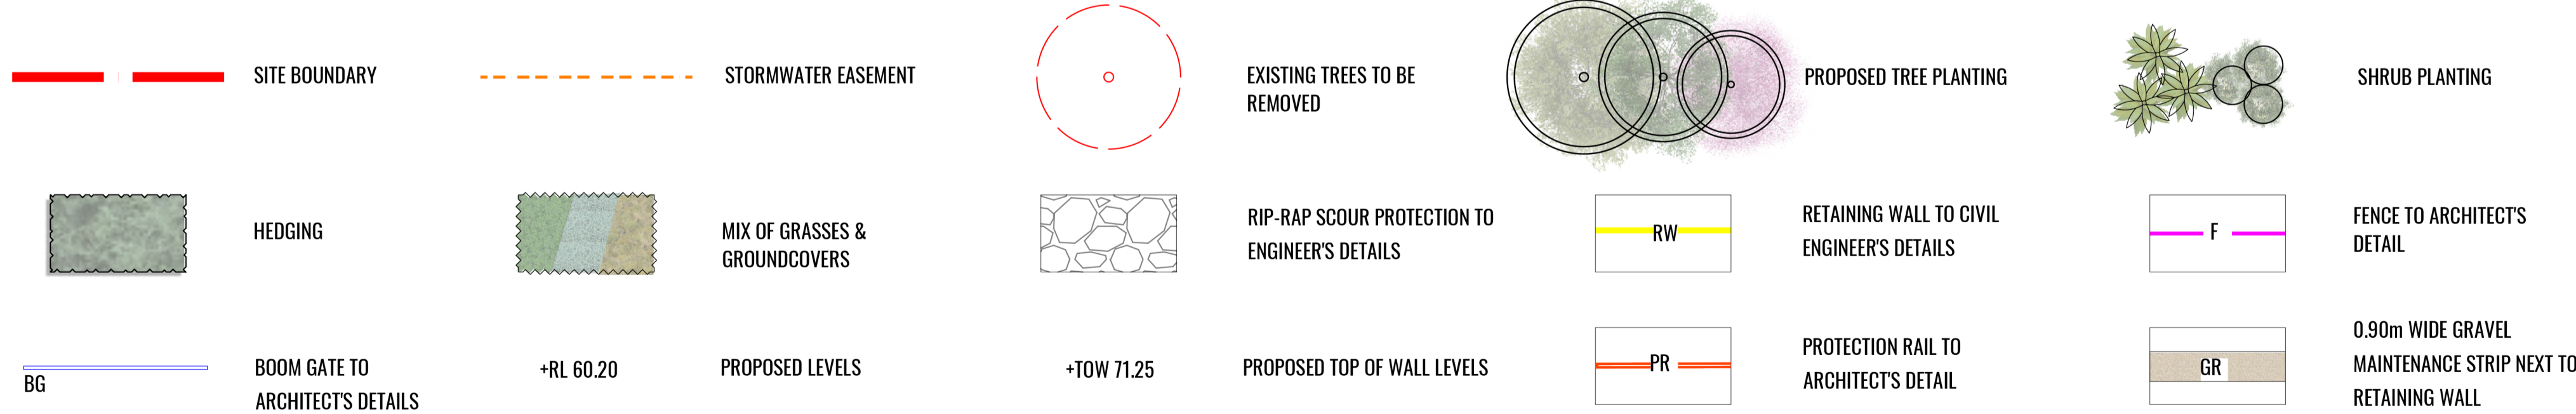 SITE BOUNDARY
STORMWATER EASEMENT
EXISTING TREES TO BE
REMOVED
PROPOSED TREE PLANTING
SHRUB PLANTING
HEDGING
MIX OF GRASSES &
GROUNDCOVERS
RIP-RAP SCOUR PROTECTION TO
ENGINEER'S DETAILS
RW
RETAINING WALL TO CIVIL
ENGINEER'S DETAILS
F
FENCE TO ARCHITECT'S
DETAIL
BG
BOOM GATE TO
ARCHITECT'S DETAILS
+RL 60.20
PROPOSED LEVELS
+TOW 71.25
PROPOSED TOP OF WALL LEVELS
PR
PROTECTION RAIL TO
ARCHITECT'S DETAIL
GR
0.90m WIDE GRAVEL
MAINTENANCE STRIP NEXT TO
RETAINING WALL